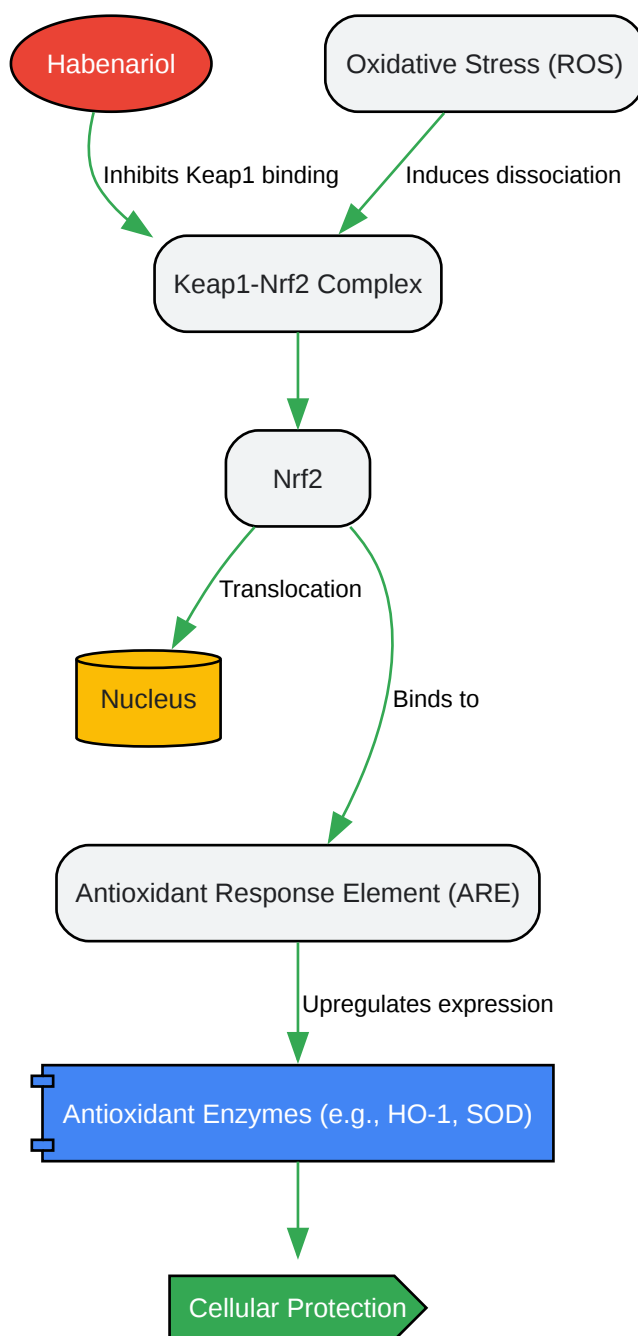 Habenariol
Oxidative Stress (ROS)
Inhibits Keap1 binding
Induces dissociation
Keap1-Nrf2 Complex
Nrf2
Translocation
Nucleus
Binds to
Antioxidant Response Element (ARE)
Upregulates expression
Antioxidant Enzymes (e.g., HO-1, SOD)
Cellular Protection